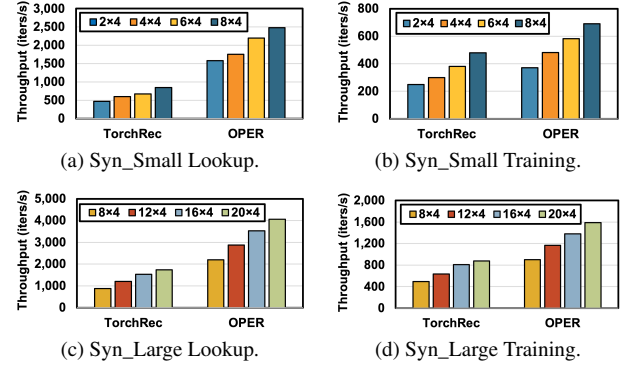 3,000
2,500
2,000
1,500
1,000
500
0
Throughput (iters/s)
2×4 4×4 6×4 8×4
TorchRec OPER
(a) Syn_Small Lookup.
800
600
400
200
0
Throughput (iters/s)
2×4 4×4 6×4 8×4
TorchRec OPER
(b) Syn_Small Training.
5,000
4,000
3,000
2,000
1,000
0
Throughput (iters/s)
8×4 12×4 16×4 20×4
TorchRec OPER
(c) Syn_Large Lookup.
2,000
1,600
1,200
800
400
0
Throughput (iters/s)
8×4 12×4 16×4 20×4
TorchRec OPER
(d) Syn_Large Training.